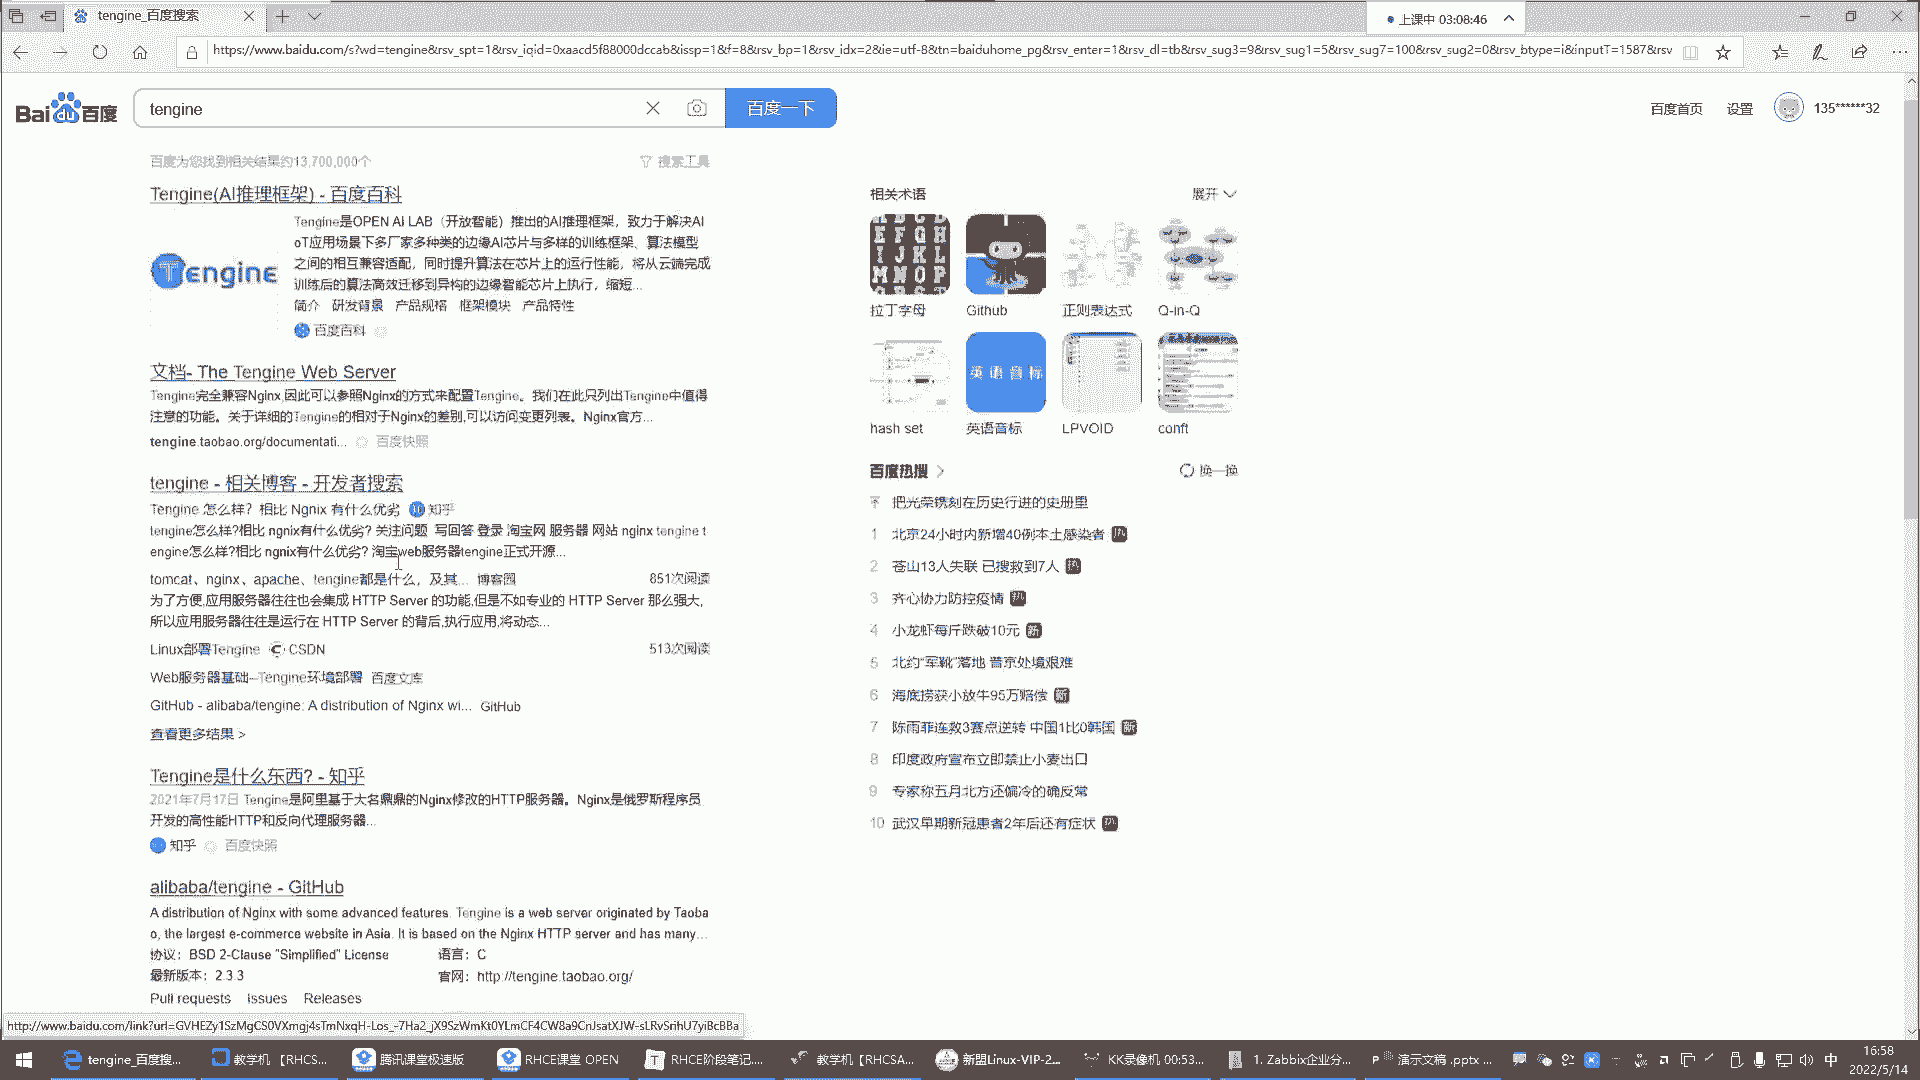 tengine_百度搜索
上课中 03:08:46
https://www.baidu.com/s?wd=tengine&rsv_spt=1&rsv_iqid=0xaacd5f88000dccab&issp=1&f=8&rsv_bp=1&rsv_idx=2&ie=utf-8&tn=baiduhome_pg&rsv_enter=1&rsv_dl=tb&rsv_sug3=9&rsv_sug1=5&rsv_sug7=100&rsv_sug2=0&rsv_btype=i&inputT=1587&rsv
Bai du 百度
tengine
百度一下
百度首页 设置 135******32
百度为您找到相关结果约13,700,000个
搜索工具
Tengine(AI推理框架) - 百度百科
Tengine
Tengine是OPEN AI LAB（开放智能）推出的AI推理框架，致力于解决AI
oT应用场景下多厂家多种类的边缘AI芯片与多样的训练框架、算法模型
之间的相互兼容适配，同时提升算法在芯片上的运行性能，将从云端完成
训练后的算法高效迁移到异构的边缘智能芯片上执行，缩短...
简介 研发背景 产品规格 框架模块 产品特性
百度百科
文档- The Tengine Web Server
Tengine完全兼容Nginx,因此可以参照Nginx的方式来配置Tengine。我们在此只列出Tengine中值得
注意的功能。关于详细的Tengine的相对于Nginx的差别,可以访问变更列表。Nginx官方...
tengine.taobao.org/documentati... 百度快照
tengine - 相关博客 - 开发者搜索
Tengine 怎么样？相比 Ngnix 有什么优劣 知乎
tengine怎么样?相比 ngnix有什么优劣? 关注问题 写回答 登录 淘宝网 服务器 网站 nginx tengine t
engine怎么样?相比 ngnix有什么优劣? 淘宝web服务器tengine正式开源...
tomcat、nginx、apache、tengine都是什么，及其... 博客园 851次阅读
为了方便,应用服务器往往也会集成 HTTP Server 的功能,但是不如专业的 HTTP Server 那么强大,
所以应用服务器往往是运行在 HTTP Server 的背后,执行应用,将动态...
Linux部署Tengine CSDN 513次阅读
Web服务器基础--Tengine环境部署 百度文库
GitHub - alibaba/tengine: A distribution of Nginx wi... GitHub
查看更多结果 >
Tengine是什么东西? - 知乎
2021年7月17日 Tengine是阿里基于大名鼎鼎的Nginx修改的HTTP服务器。Nginx是俄罗斯程序员
开发的高性能HTTP和反向代理服务器...
知乎 百度快照
alibaba/tengine - GitHub
A distribution of Nginx with some advanced features. Tengine is a web server originated by Taoba
o, the largest e-commerce website in Asia. It is based on the Nginx HTTP server and has many...
协议：BSD 2-Clause "Simplified" License 语言：C
最新版本：2.3.3 官网：http://tengine.taobao.org/
Pull requests Issues Releases
相关术语 展开
拉丁字母 Github 正则表达式 Q-in-Q
英语音标
hash set 英语音标 LPVOID conft
百度热搜 > 换一换
把光荣镌刻在历史行进的史册里
1 北京24小时内新增40例本土感染者 热
2 苍山13人失联 已搜救到7人 热
3 齐心协力防控疫情 热
4 小龙虾每斤跌破10元 新
5 北约“军靴”落地 普京处境艰难
6 海底捞获小放牛95万赔偿 新
7 陈雨菲连救3赛点逆转 中国1比0韩国 新
8 印度政府宣布立即禁止小麦出口
9 专家称五月北方还偏冷的确反常
10 武汉早期新冠患者2年后还有症状 热
tengine_百度搜... 教学机【RHCS... 腾讯课堂极速版 RHCE课堂 OPEN RHCE阶段笔记.... 教学机【RHCSA... 新盟Linux-VIP-2... KK录像机 00:53... 1. Zabbix企业分... 演示文稿 .pptx ... 中
16:58
2022/5/14